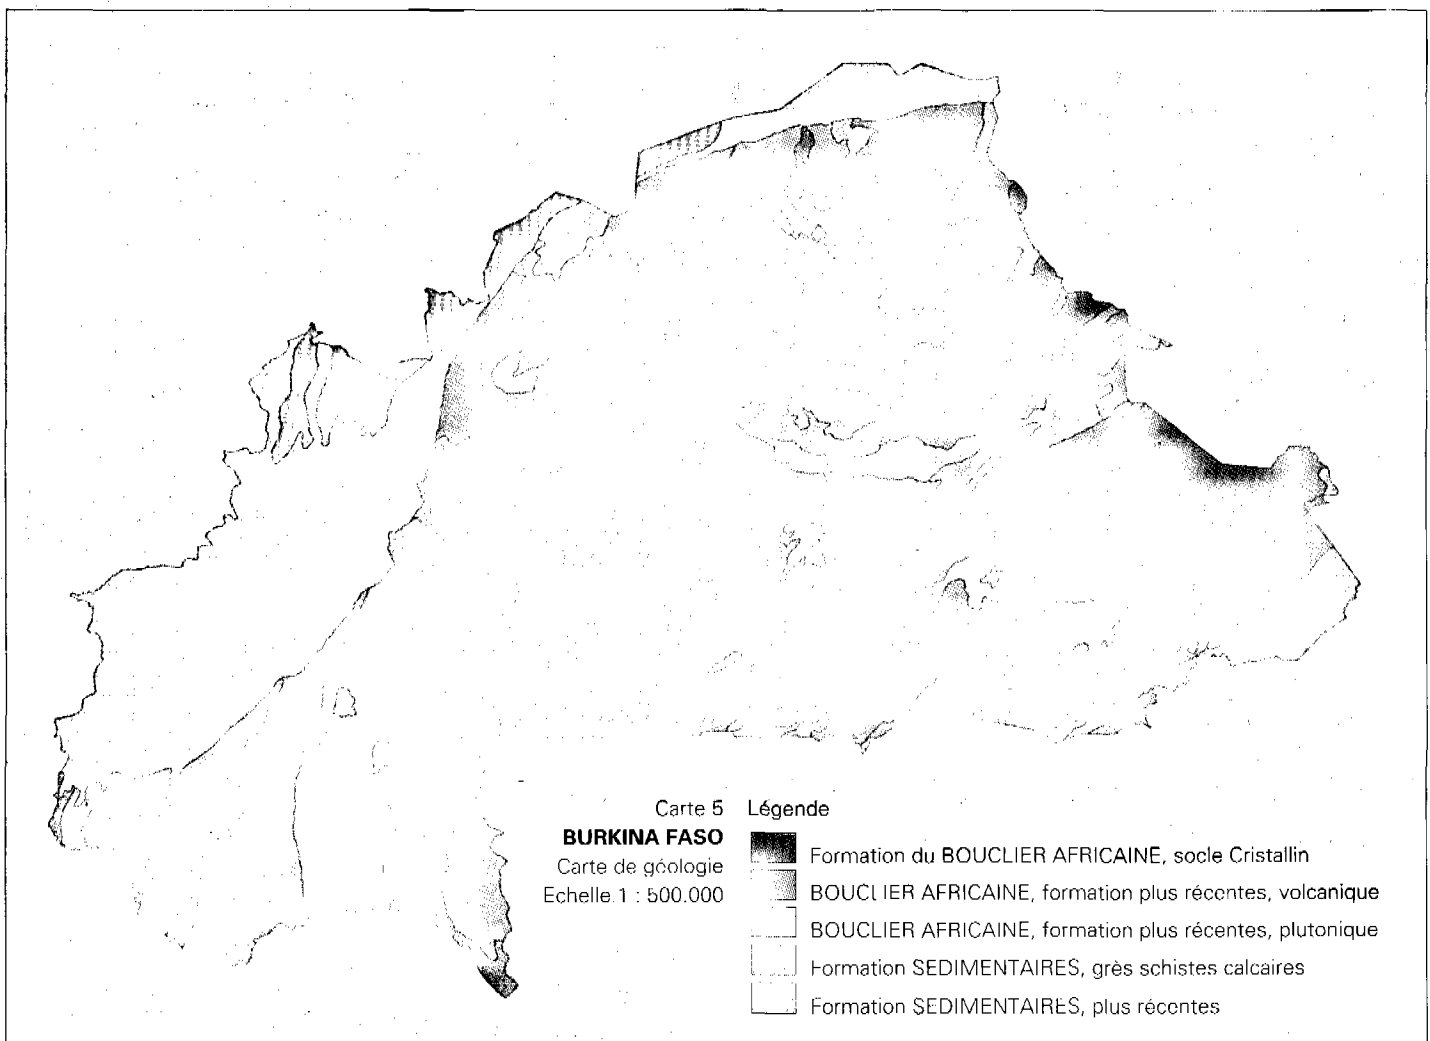 Carte 5
BURKINA FASO
Carte de géologie
Echelle 1 : 500.000
Légende
Formation du BOUCLIER AFRICAINE, socle Cristallin
BOUCLIER AFRICAINE, formation plus récentes, volcanique
BOUCLIER AFRICAINE, formation plus récentes, plutonique
Formation SEDIMENTAIRES, grès schistes calcaires
Formation SEDIMENTAIRES, plus récentes